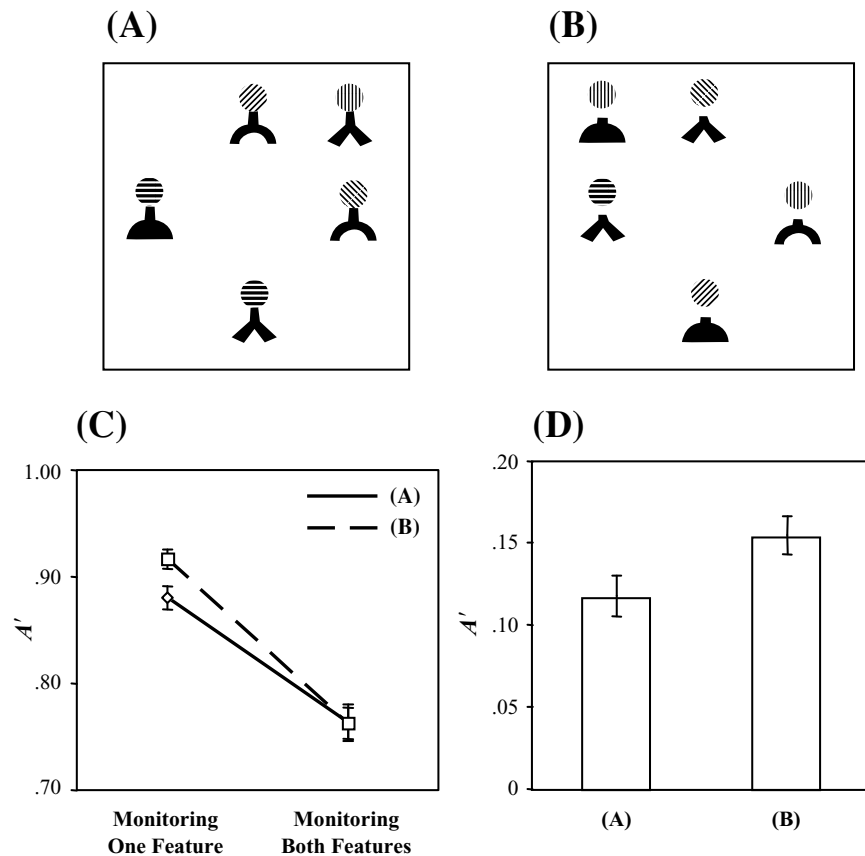 (A)
(B)
(C)
1.00
.90
.80
.70
A′
(A)
(B)
Monitoring
One Feature
Monitoring
Both Features
(D)
.20
.15
.10
.05
0
A′
(A)
(B)